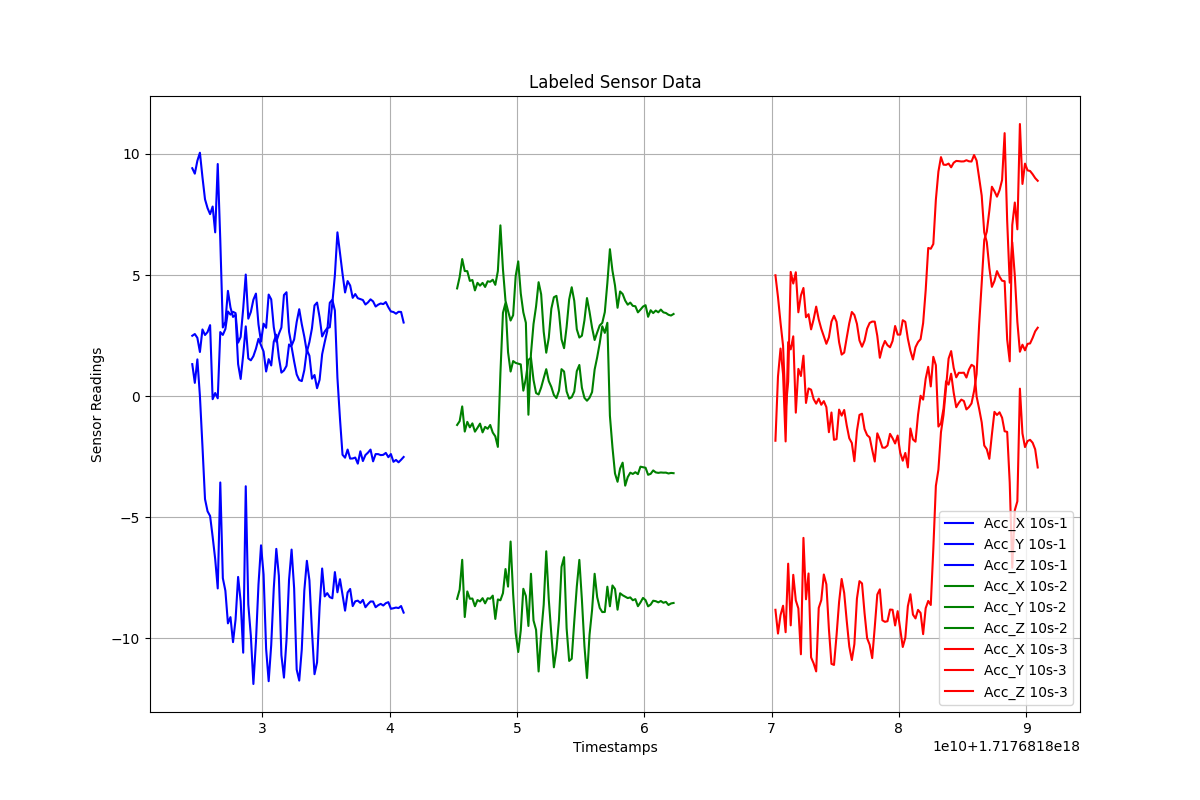 Labeled Sensor Data
10
5
0
−5
−10
Sensor Readings
3 4 5 6 7 8 9
Timestamps
1e10+1.7176818e18
Acc_X 10s-1
Acc_Y 10s-1
Acc_Z 10s-1
Acc_X 10s-2
Acc_Y 10s-2
Acc_Z 10s-2
Acc_X 10s-3
Acc_Y 10s-3
Acc_Z 10s-3